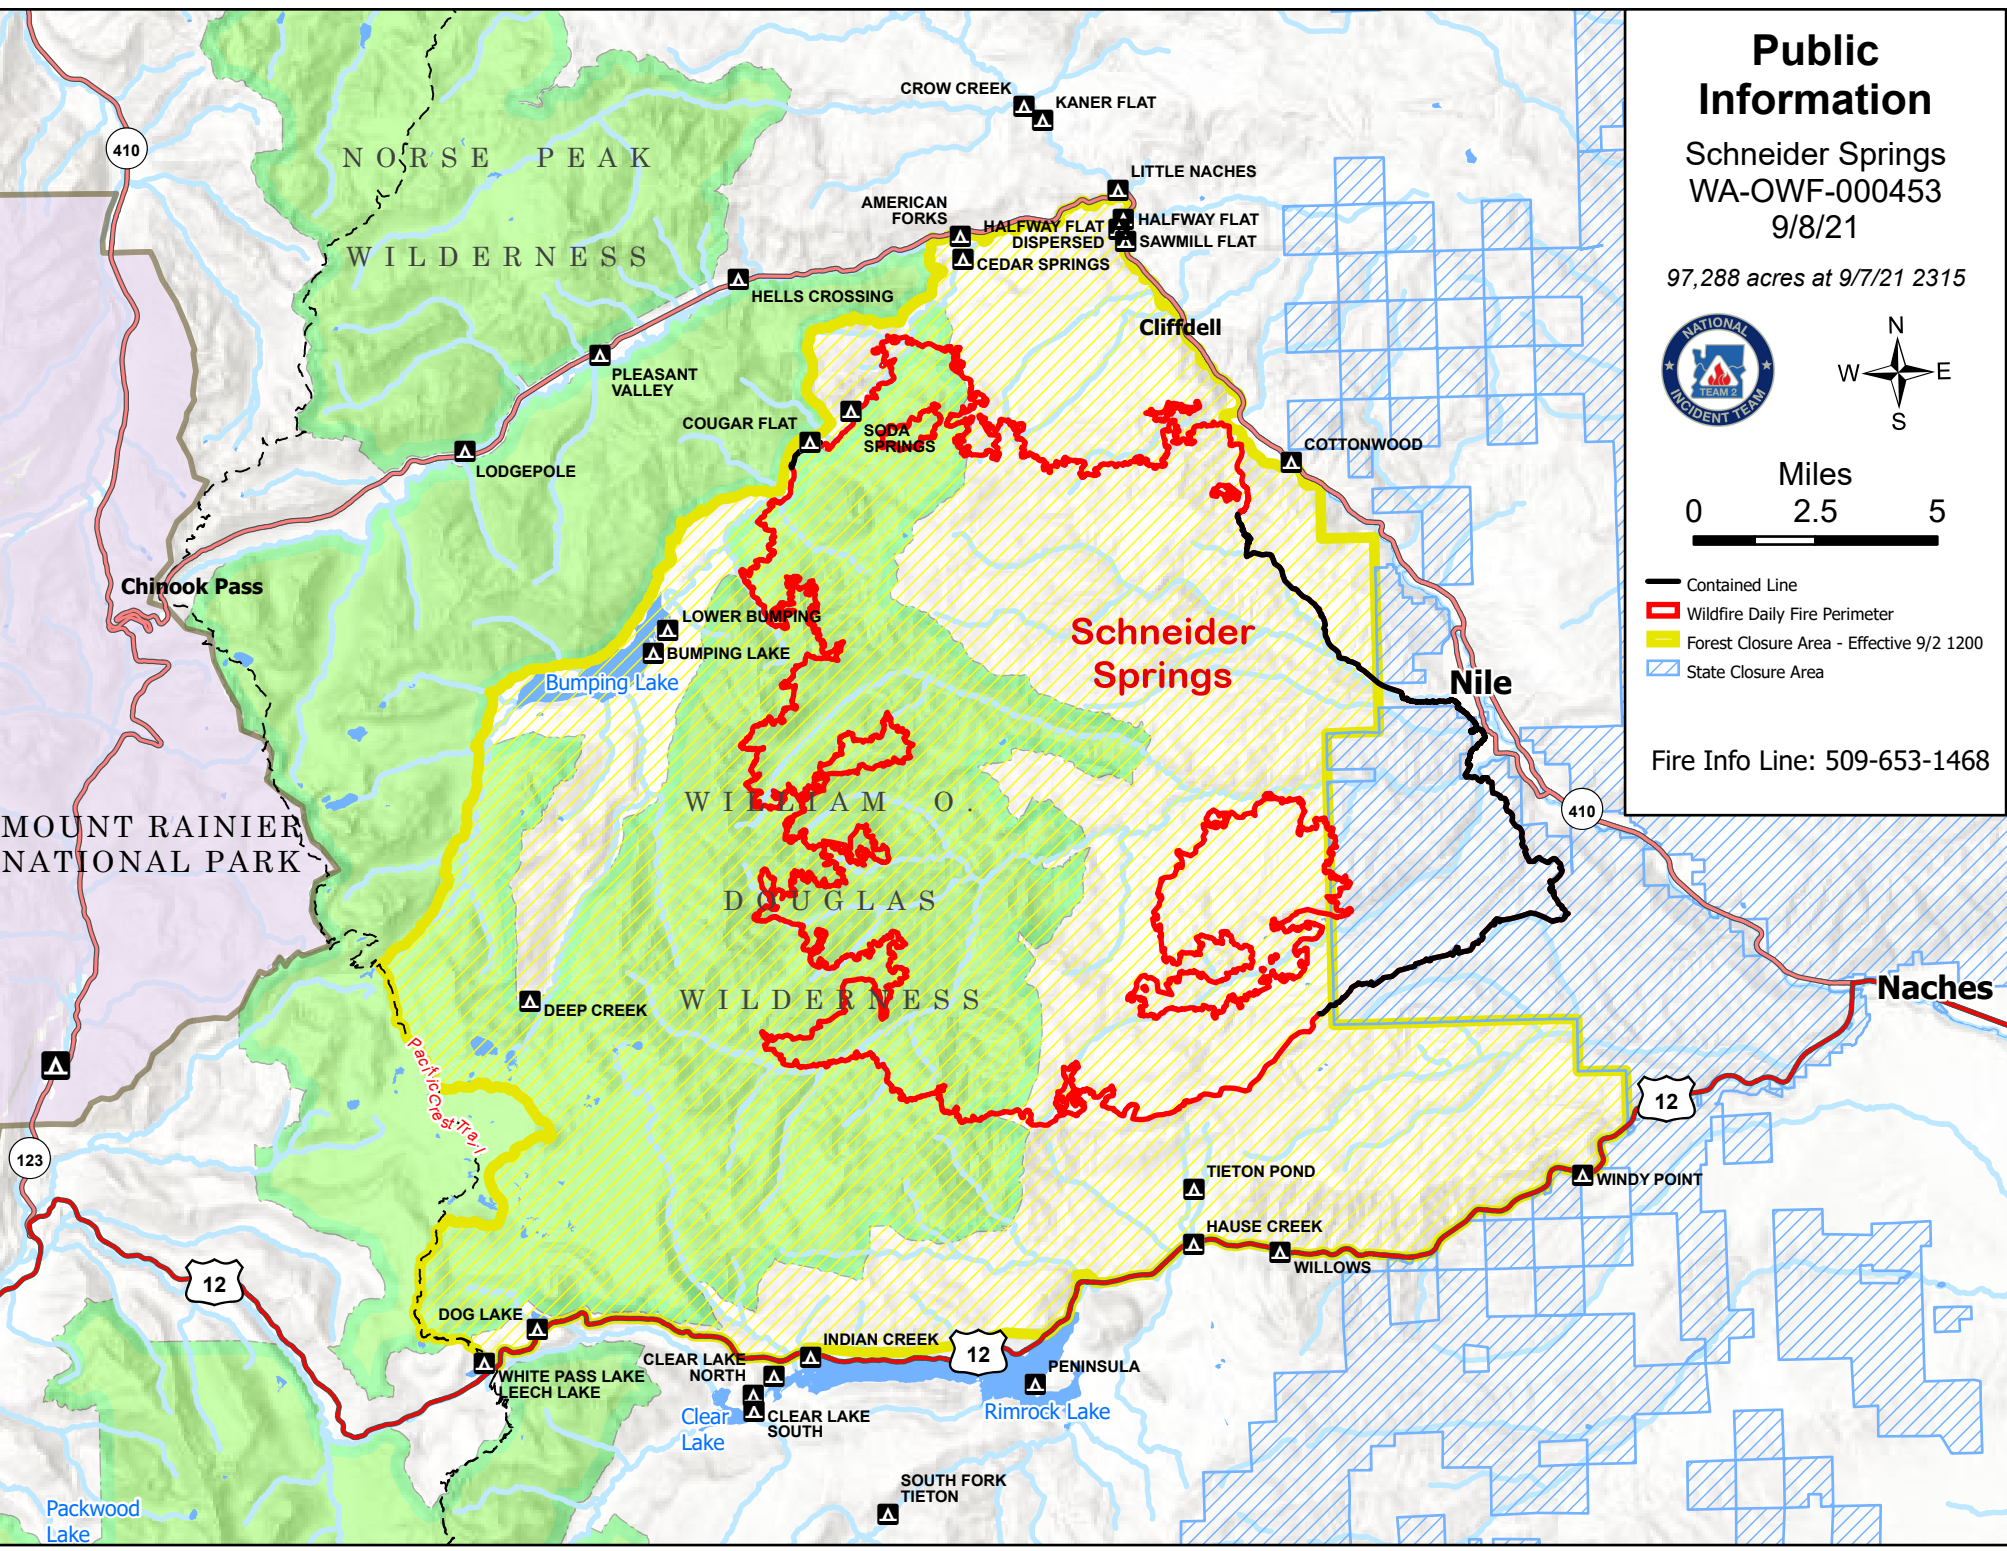 Public
Information
Schneider Springs
WA-OWF-000453
9/8/21
97,288 acres at 9/7/21 2315
NATIONAL
TEAM 2
INCIDENT TEAM
N
W
E
S
Miles
0
2.5
5
Contained Line
Wildfire Daily Fire Perimeter
Forest Closure Area - Effective 9/2 1200
State Closure Area
Fire Info Line: 509-653-1468
CROW CREEK
KANER FLAT
410
NORSE PEAK
WILDERNESS
LITTLE NACHES
AMERICAN
FORKS
HALFWAY FLAT
DISPERSED
HALFWAY FLAT
SAWMILL FLAT
CEDAR SPRINGS
HELLS CROSSING
Cliffdell
PLEASANT
VALLEY
COUGAR FLAT
SODA
SPRINGS
LODGEPOLE
COTTONWOOD
Chinook Pass
LOWER BUMPING
BUMPING LAKE
Bumping Lake
Schneider
Springs
Nile
WILLIAM O.
DOUGLAS
WILDERNESS
410
MOUNT RAINIER
NATIONAL PARK
DEEP CREEK
Naches
Pacific Crest Trail
12
123
TIETON POND
WINDY POINT
HAUSE CREEK
WILLOWS
12
DOG LAKE
INDIAN CREEK
12
CLEAR LAKE
NORTH
PENINSULA
WHITE PASS LAKE
LEECH LAKE
Clear
Lake
CLEAR LAKE
SOUTH
Rimrock Lake
SOUTH FORK
TIETON
Packwood
Lake